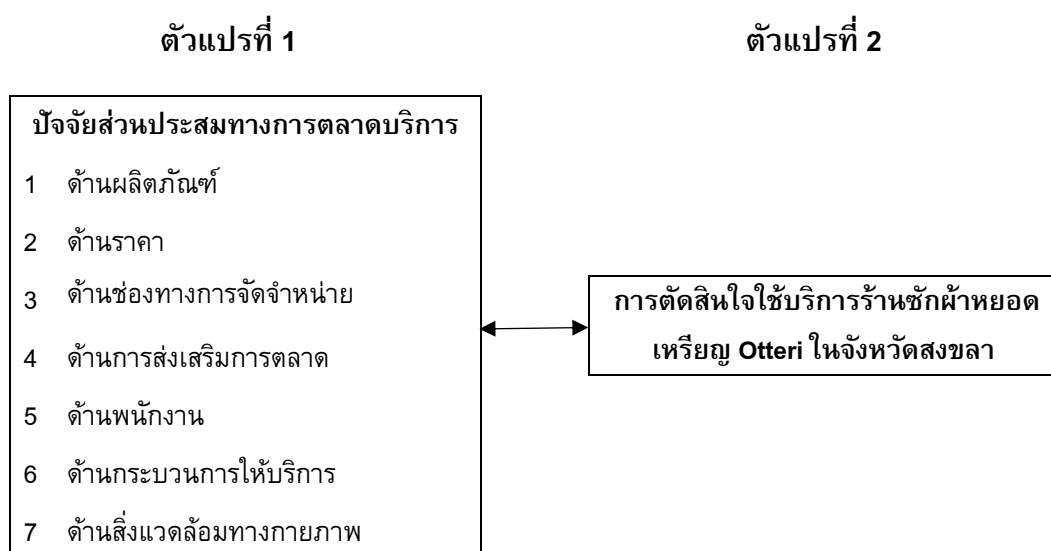 ตัวแปรที่ 1
ตัวแปรที่ 2
ปัจจัยส่วนประสมทางการตลาดบริการ
1 ด้านผลิตภัณฑ์
2 ด้านราคา
3 ด้านช่องทางการจัดจำหน่าย
4 ด้านการส่งเสริมการตลาด
5 ด้านพนักงาน
6 ด้านกระบวนการให้บริการ
7 ด้านสิ่งแวดล้อมทางกายภาพ
การตัดสินใจใช้บริการร้านซักผ้าหยอด
เหรียญ Otteri ในจังหวัดสงขลา